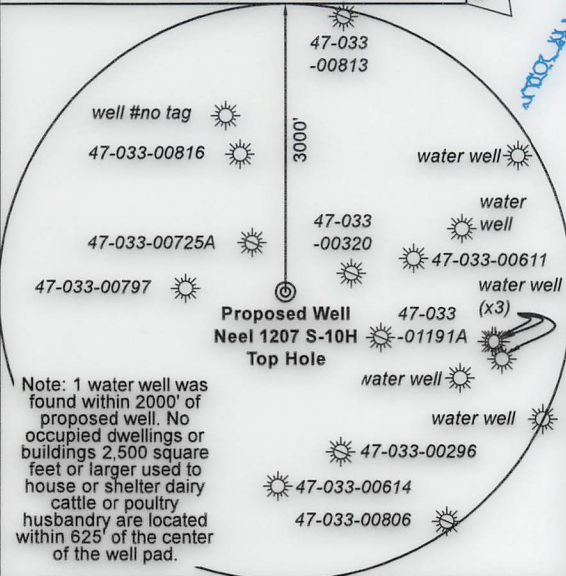 47-033
-00813
well #no tag
47-033-00816
3000'
water well
water
well
47-033
-00320
47-033-00725A
47-033-00611
47-033-00797
water well
(x3)
Proposed Well
Neel 1207 S-10H
Top Hole
47-033
-01191A
water well
water well
Note: 1 water well was
found within 2000' of
proposed well. No
occupied dwellings or
buildings 2,500 square
feet or larger used to
house or shelter dairy
cattle or poultry
husbandry are located
within 625' of the center
of the well pad.
47-033-00296
47-033-00614
47-033-00806